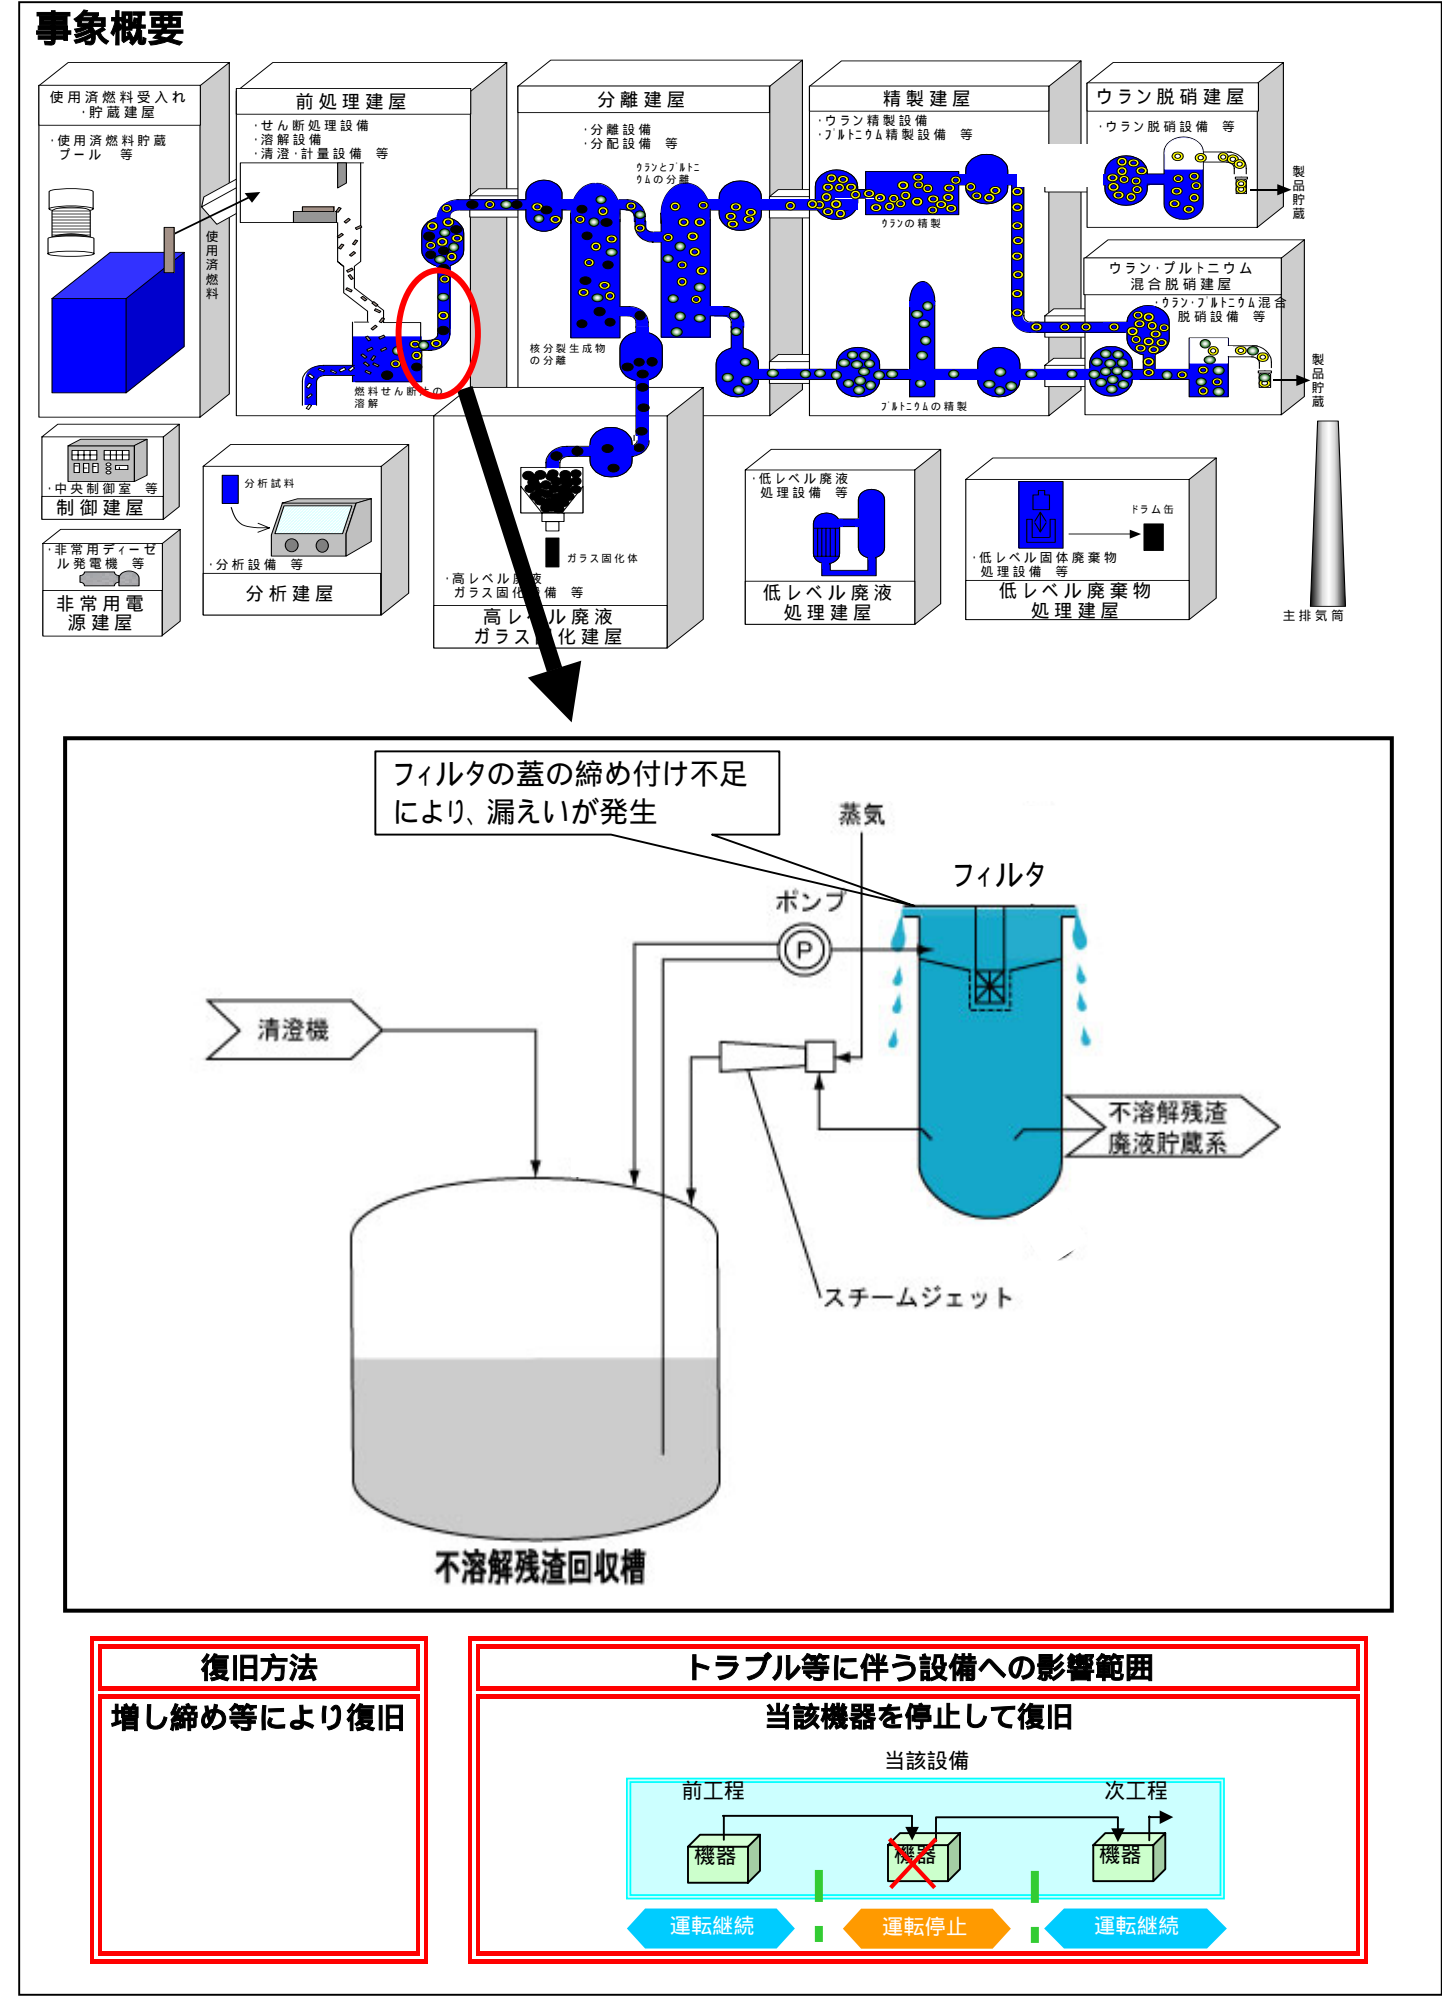 事象概要
使用済燃料受入れ
・貯蔵建屋
・使用済燃料貯蔵
プール 等
使用済燃料
前処理建屋
・せん断処理設備
・溶解設備
・清澄・計量設備 等
燃料せん断片の
溶解
分離建屋
・分離設備
・分配設備 等
ウランとプルトニ
ウムの分離
核分裂生成物
の分離
精製建屋
・ウラン精製設備
・プルトニウム精製設備 等
ウランの精製
プルトニウムの精製
ウラン脱硝建屋
・ウラン脱硝設備 等
製品貯蔵
ウラン・プルトニウム
混合脱硝建屋
・ウラン・プルトニウム混合
脱硝設備 等
製品貯蔵
・中央制御室 等
制御建屋
・非常用ディーゼ
ル発電機 等
非常用電
源建屋
分析試料
・分析設備 等
分析建屋
ガラス固化体
・高レベル廃液
ガラス固化設備 等
高レベル廃液
ガラス固化建屋
・低レベル廃液
処理設備 等
低レベル廃液
処理建屋
ドラム缶
・低レベル固体廃棄物
処理設備 等
低レベル廃棄物
処理建屋
主排気筒
フィルタの蓋の締め付け不足
により、漏えいが発生
蒸気
フィルタ
ポンプ
P
清澄機
不溶解残渣
廃液貯蔵系
スチームジェット
不溶解残渣回収槽
復旧方法
増し締め等により復旧
トラブル等に伴う設備への影響範囲
当該機器を停止して復旧
当該設備
前工程
次工程
機器
機器
機器
運転継続
運転停止
運転継続